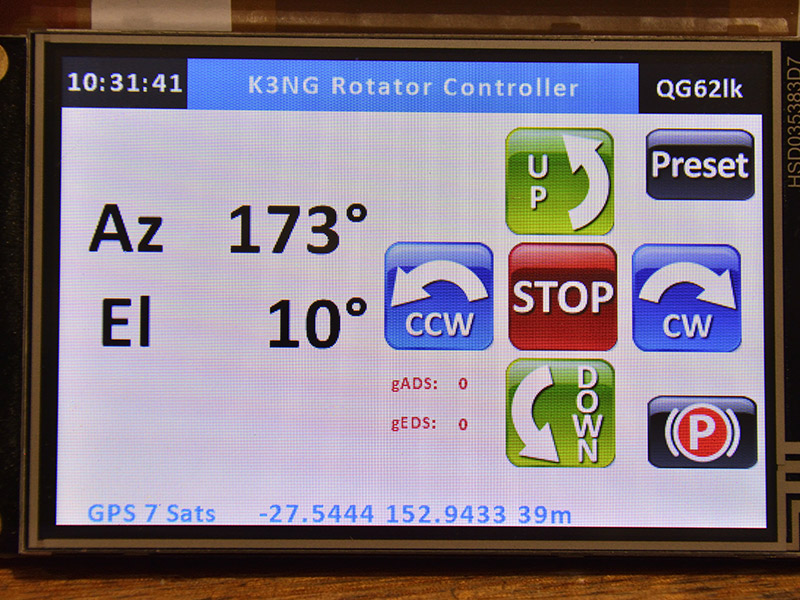 10:31:41 K3NG Rotator Controller QG62lk
UP
Preset
Az 173°
CCW
STOP
CW
El 10°
gADS: 0
gEDS: 0
DOWN
P
GPS 7 Sats -27.5444 152.9433 39m
HSD035383D7